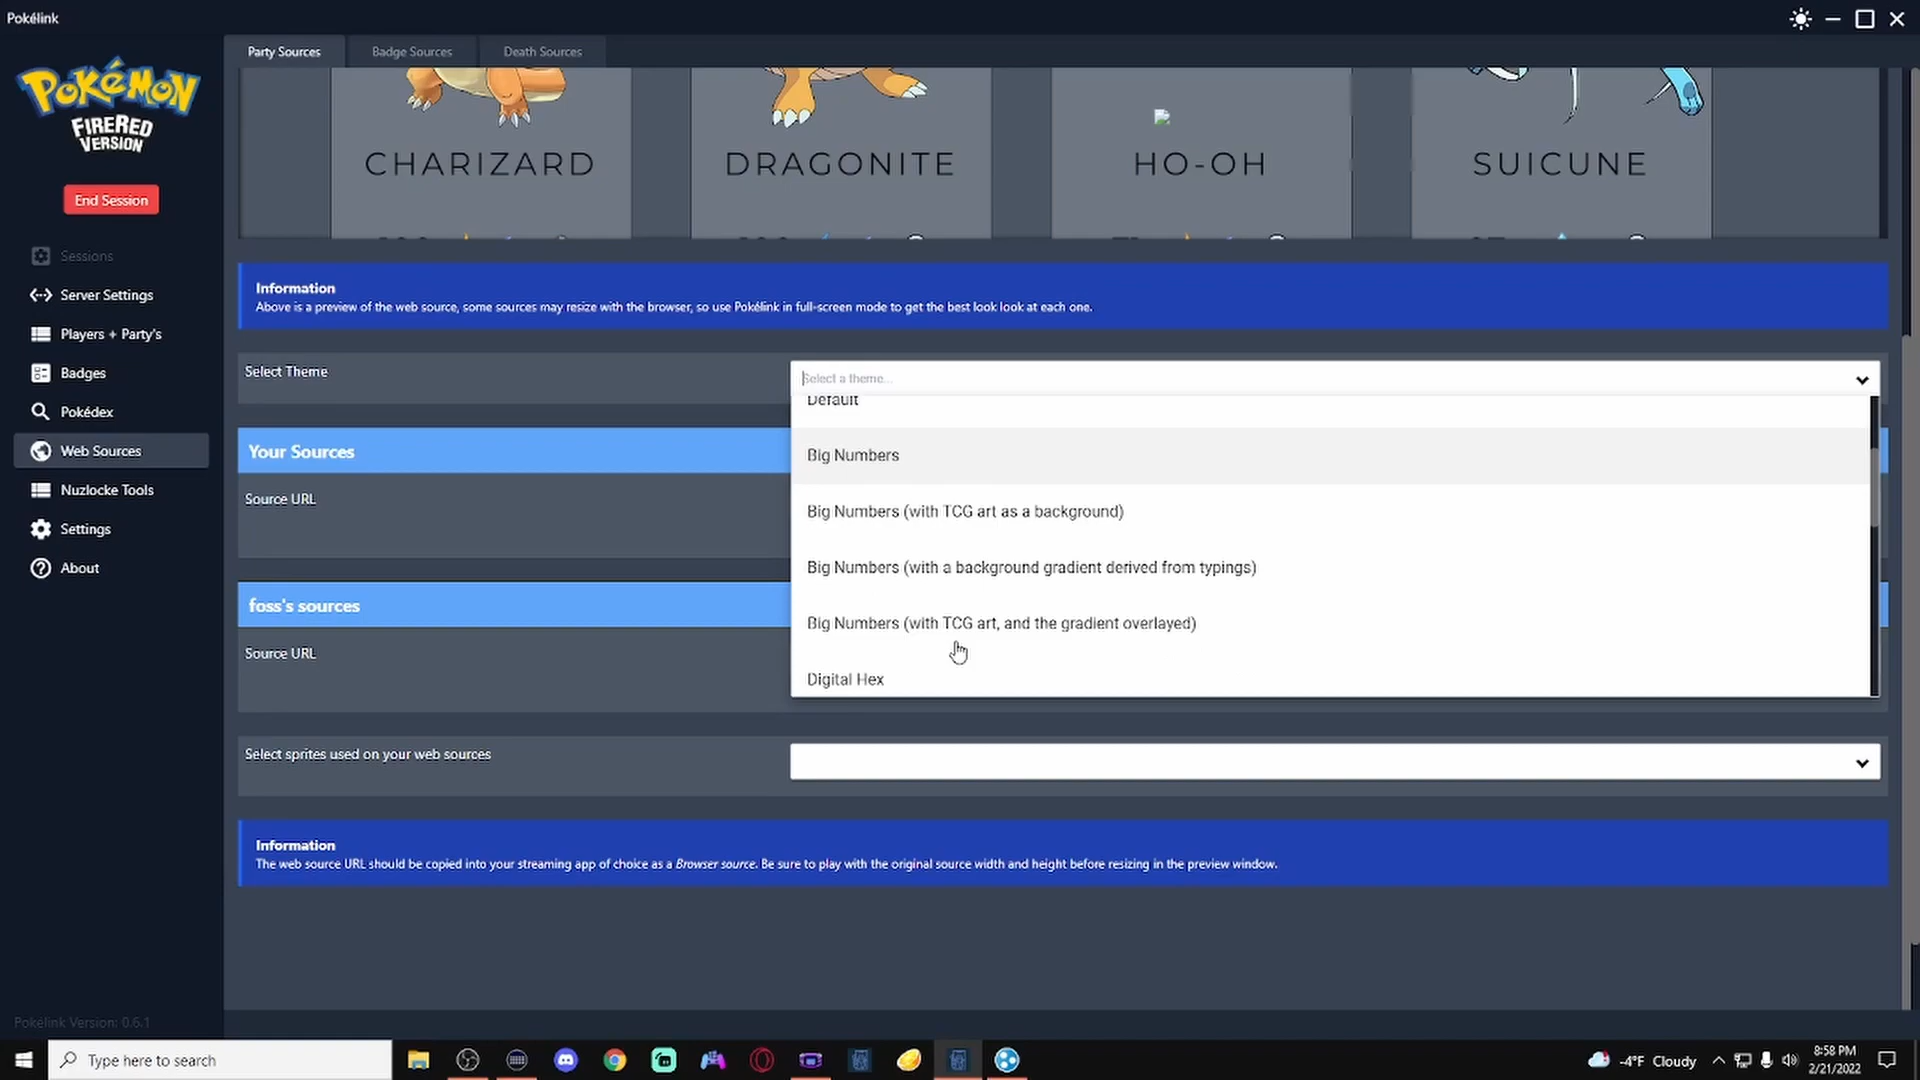 Pokélink
POKéMON
FIRERED
VERSION
End Session
Sessions
Server Settings
Players + Party's
Badges
Pokédex
Web Sources
Nuzlocke Tools
Settings
About
Pokélink Version: 0.6.1
Party Sources
Badge Sources
Death Sources
CHARIZARD
DRAGONITE
HO-OH
SUICUNE
Information
Above is a preview of the web source, some sources may resize with the browser, so use Pokélink in full-screen mode to get the best look look at each one.
Select Theme
Select a theme...
Default
Big Numbers
Big Numbers (with TCG art as a background)
Big Numbers (with a background gradient derived from typings)
Big Numbers (with TCG art, and the gradient overlayed)
Digital Hex
Your Sources
Source URL
foss's sources
Source URL
Select sprites used on your web sources
Information
The web source URL should be copied into your streaming app of choice as a Browser source. Be sure to play with the original source width and height before resizing in the preview window.
Type here to search
-4°F Cloudy
8:58 PM
2/21/2022